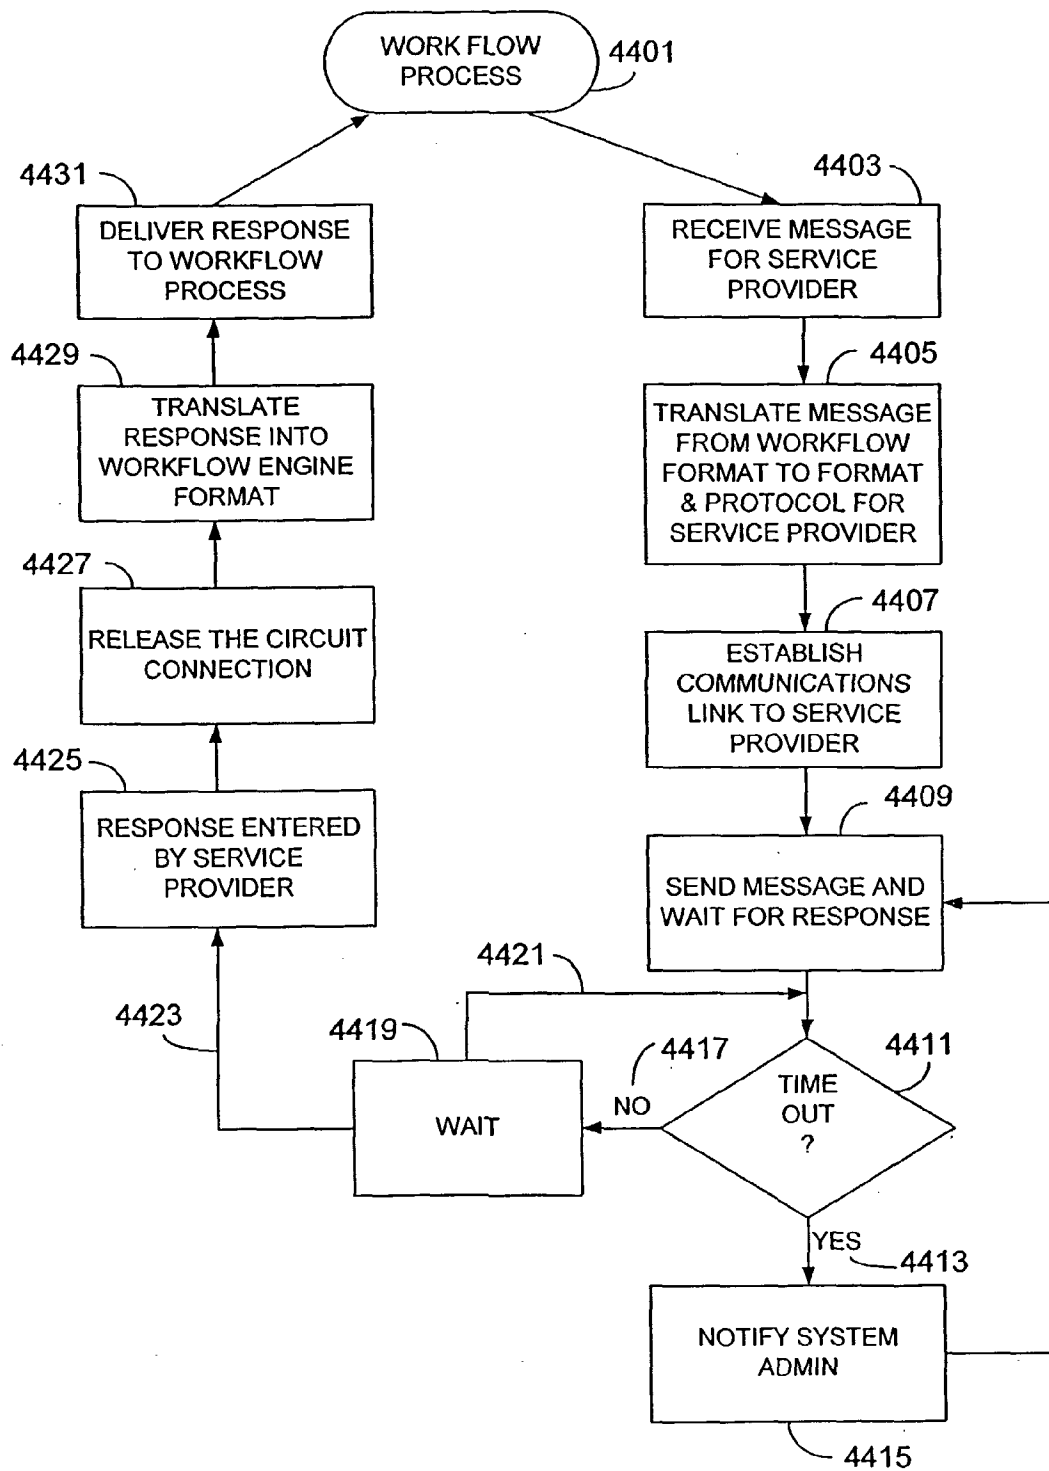 WORK FLOW
PROCESS
4401
4403
RECEIVE MESSAGE
FOR SERVICE
PROVIDER
4405
TRANSLATE MESSAGE
FROM WORKFLOW
FORMAT TO FORMAT
& PROTOCOL FOR
SERVICE PROVIDER
4407
ESTABLISH
COMMUNICATIONS
LINK TO SERVICE
PROVIDER
4409
SEND MESSAGE AND
WAIT FOR RESPONSE
4411
TIME
OUT
?
YES
4413
NOTIFY SYSTEM
ADMIN
4415
4417
NO
4419
WAIT
4421
4423
4425
RESPONSE ENTERED
BY SERVICE
PROVIDER
4427
RELEASE THE CIRCUIT
CONNECTION
4429
TRANSLATE
RESPONSE INTO
WORKFLOW ENGINE
FORMAT
4431
DELIVER RESPONSE
TO WORKFLOW
PROCESS